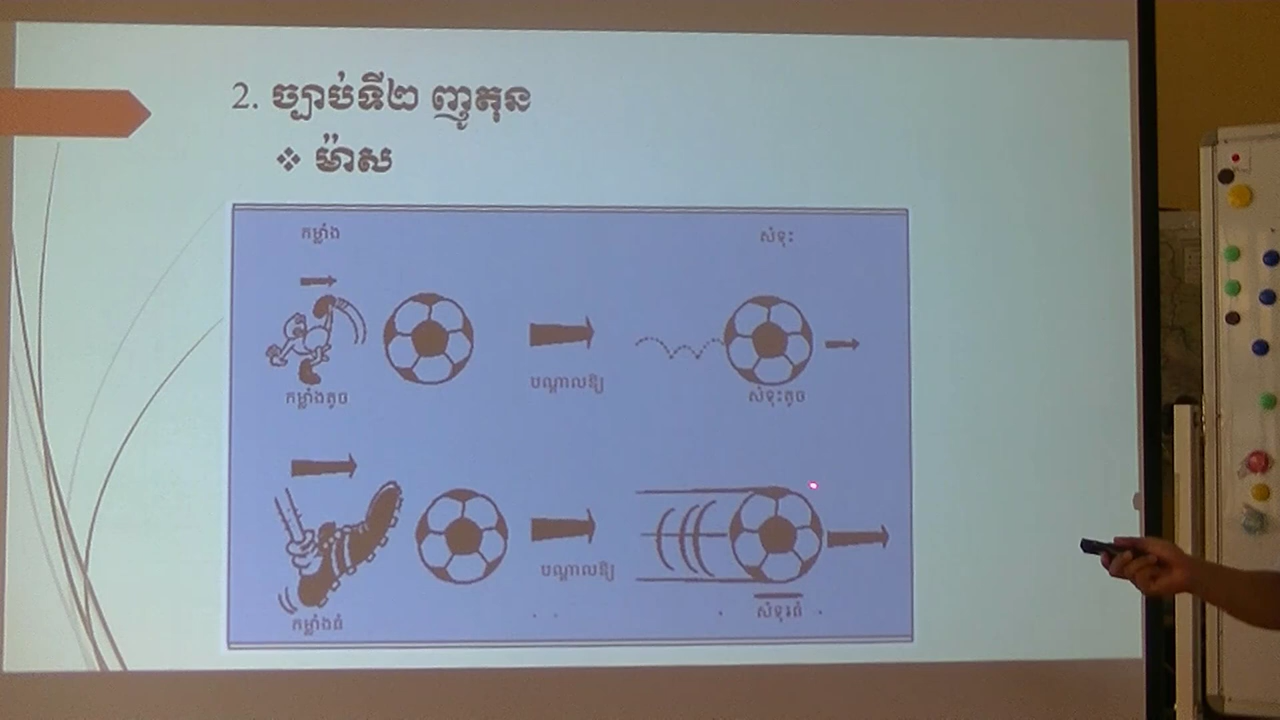 2. ច្បាប់ទី២ ញូតុន
❖ ម៉ាស
កម្លាំង សំទុះ
បណ្តាលឱ្យ
កម្លាំងតូច សំទុះតូច
បណ្តាលឱ្យ
កម្លាំងធំ សំទុះធំ